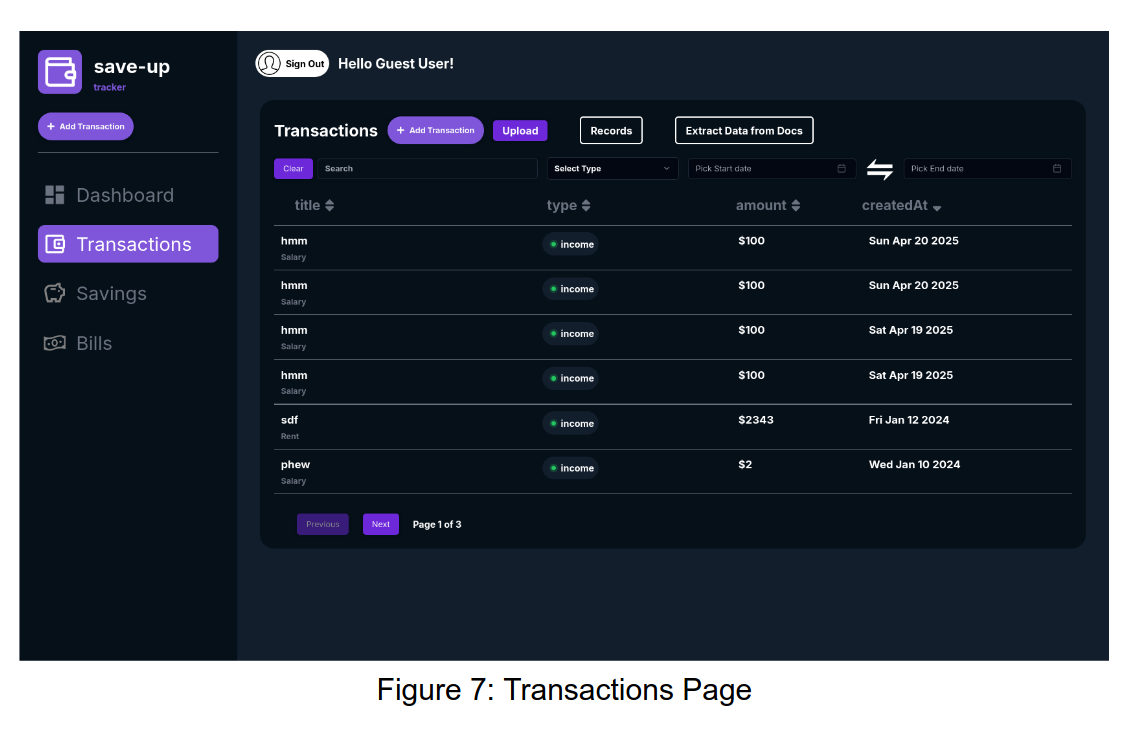 save-up
tracker
+ Add Transaction
Dashboard
Transactions
Savings
Bills
Sign Out Hello Guest User!
Transactions + Add Transaction Upload Records Extract Data from Docs
Clear Search Select Type Pick Start date Pick End date
title type amount createdAt
hmm income $100 Sun Apr 20 2025
Salary
hmm income $100 Sun Apr 20 2025
Salary
hmm income $100 Sat Apr 19 2025
Salary
hmm income $100 Sat Apr 19 2025
Salary
sdf income $2343 Fri Jan 12 2024
Rent
phew income $2 Wed Jan 10 2024
Salary
Previous Next Page 1 of 3
Figure 7: Transactions Page